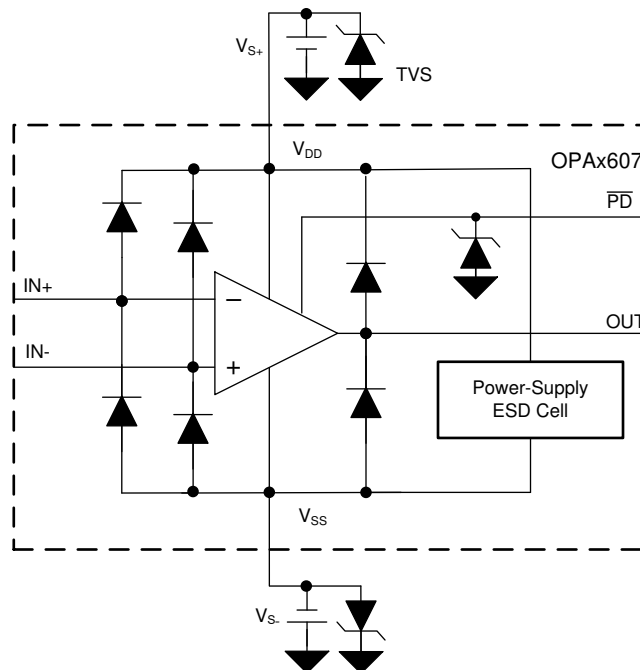 V_S+
TVS
V_DD
OPAx607
PD
IN+
−
OUT
IN-
+
Power-Supply
ESD Cell
V_SS
V_S-